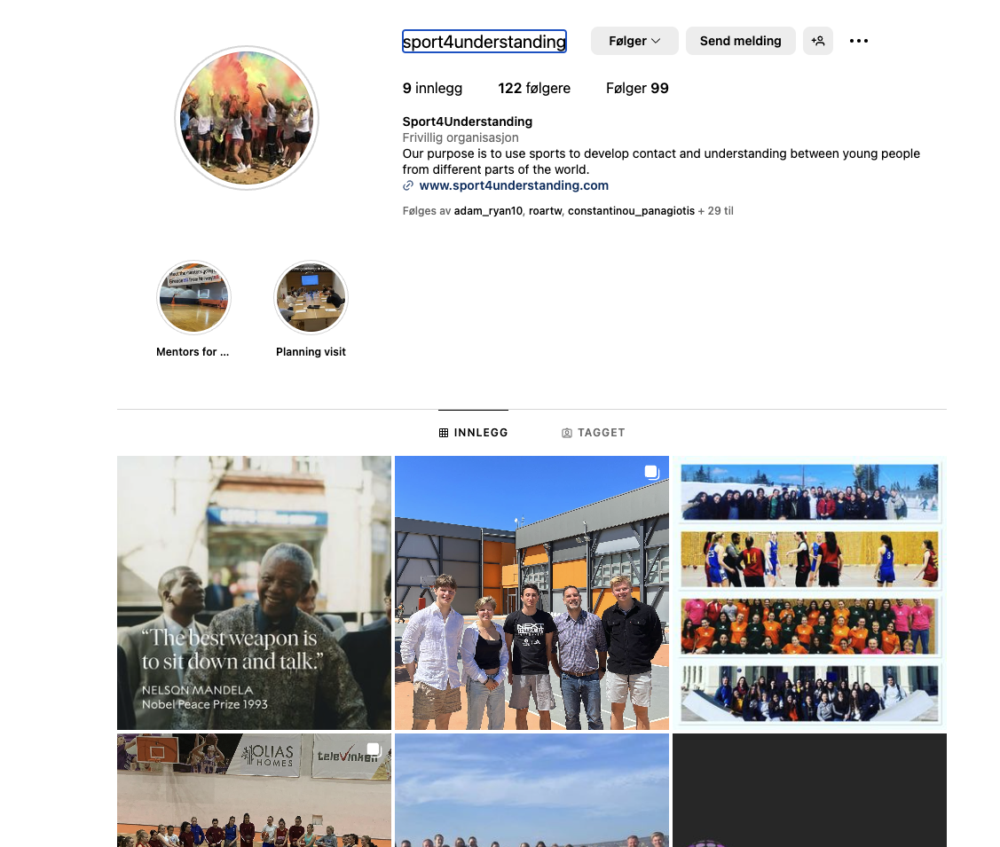 sport4understanding
Følger
Send melding
9 innlegg
122 følgere
Følger 99
Sport4Understanding
Frivillig organisasjon
Our purpose is to use sports to develop contact and understanding between young people
from different parts of the world.
www.sport4understanding.com
Følges av adam_ryan10, roartw, constantinou_panagiotis + 29 til
Mentors for ...
Planning visit
INNLEGG
TAGGET
“The best weapon is
to sit down and talk.”
NELSON MANDELA
Nobel Peace Prize 1993
NEXT
14
OLIAS
HOMES
televinken